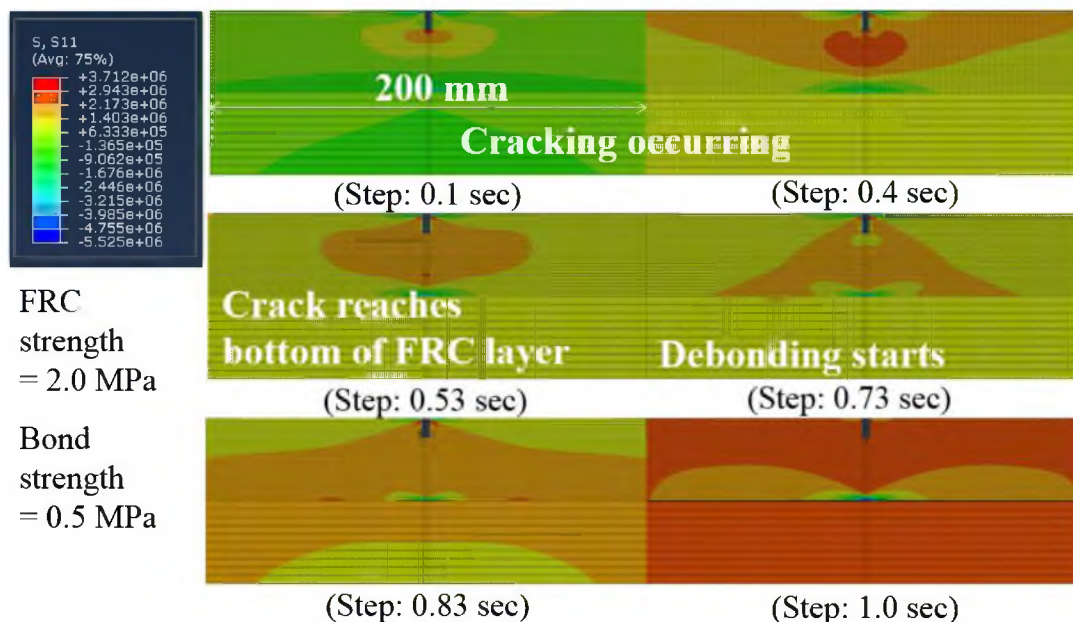 S, S11
(Avg: 75%)
+3.712e+06
+2.943e+06
+2.173e+06
+1.403e+06
+6.333e+05
-1.365e+05
-9.062e+05
-1.676e+06
-2.446e+06
-3.215e+06
-3.985e+06
-4.755e+06
-5.525e+06
200 mm
Cracking occurring
(Step: 0.1 sec)
(Step: 0.4 sec)
FRC
strength
= 2.0 MPa
Crack reaches
bottom of FRC layer
Debonding starts
(Step: 0.53 sec)
(Step: 0.73 sec)
Bond
strength
= 0.5 MPa
(Step: 0.83 sec)
(Step: 1.0 sec)